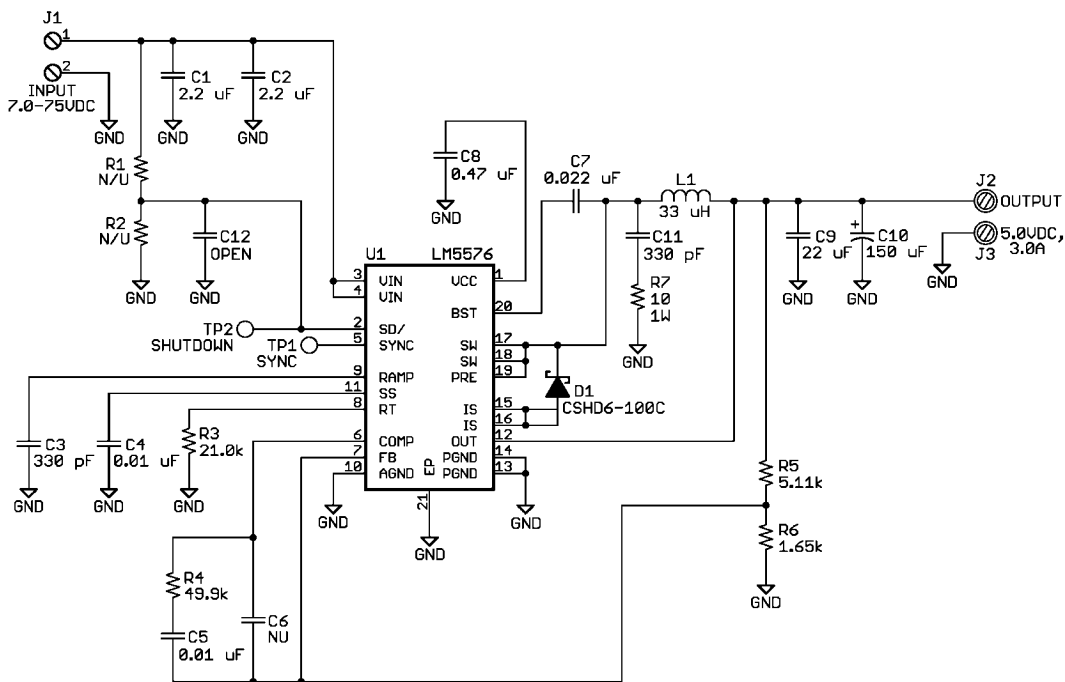 J1
1
2
INPUT
7.0-75VDC
GND
C1
2.2 uF
GND
C2
2.2 uF
GND
R1
N/U
R2
N/U
GND
C12
OPEN
GND
TP2
SHUTDOWN
TP1
SYNC
C8
0.47 uF
GND
C7
0.022 uF
L1
33 uH
C11
330 pF
R7
10
1W
GND
C9
22 uF
GND
C10
150 uF
GND
J2
OUTPUT
5.0VDC,
3.0A
J3
GND
U1
LM5576
3 VIN
4 VIN
2 SD/
5 SYNC
9 RAMP
11 SS
8 RT
6 COMP
7 FB
10 AGND
EP
21
GND
VCC 1
BST 20
SW 17
SW 18
PRE 19
IS 15
IS 16
OUT 12
PGND 14
PGND 13
GND
D1
CSHD6-100C
C3
330 pF
GND
C4
0.01 uF
GND
R3
21.0k
GND
GND
R4
49.9k
C5
0.01 uF
C6
NU
R5
5.11k
R6
1.65k
GND